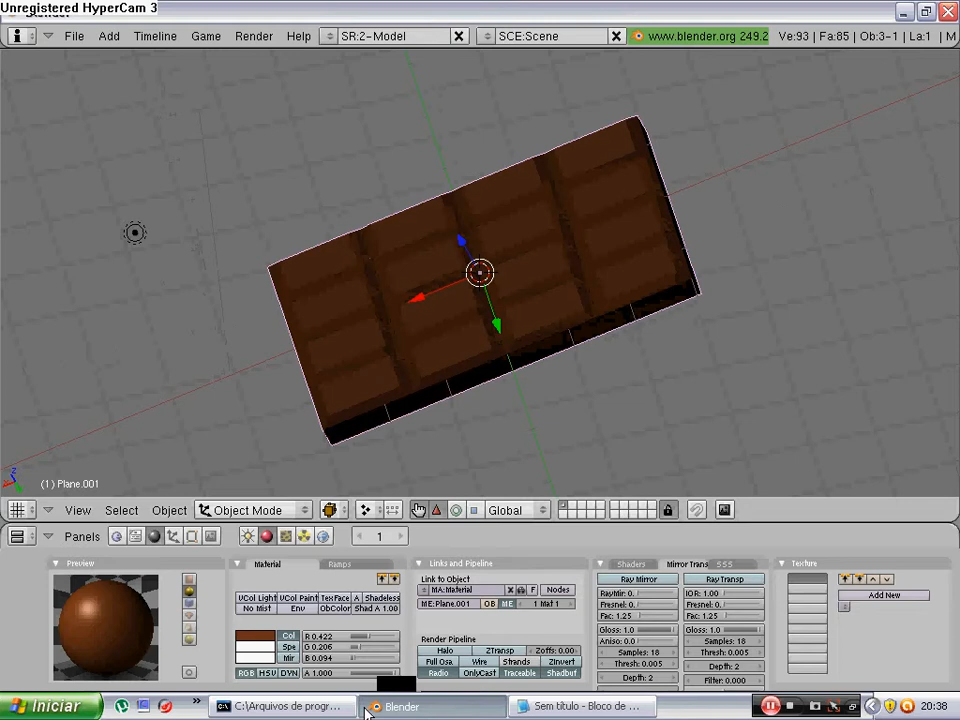 Unregistered HyperCam 3
File Add Timeline Game Render Help SR:2-Model SCE:Scene www.blender.org 249.2 Ve:93 | Fa:85 | Ob:3-1 | La:1 | M
(1) Plane.001
View Select Object Object Mode Global
Panels 1
Preview Material Ramps Links and Pipeline Shaders Mirror Trans SSS Texture
Link to Object
Ray Mirror Ray Transp
MA:Material F Nodes
RayMir: 0. IOR: 1.00
Add New
VCol Light VCol Paint TexFace A Shadeless
ME:Plane.001 OB ME 1 Mat 1
Fresnel: 0. Fresnel: 0.
No Mist Env ObColor Shad A 1.00
Fac: 1.25 Fac: 1.25
Gloss: 1.0 Gloss: 1.0
Col R 0.422
Render Pipeline
Aniso: 0. Samples: 18
Spe G 0.206
Halo ZTransp Zoffs: 0.00
Samples: 18 Thresh: 0.005
Mir B 0.094
Full Osa Wire Strands ZInvert
Thresh: 0.005 Depth: 2
RGB HSV DYN A 1.000
Radio OnlyCast Traceable Shadbuf
Depth: 2 Filter: 0.000
Iniciar C:\Arquivos de progr... Blender Sem título - Bloco de ... 20:38